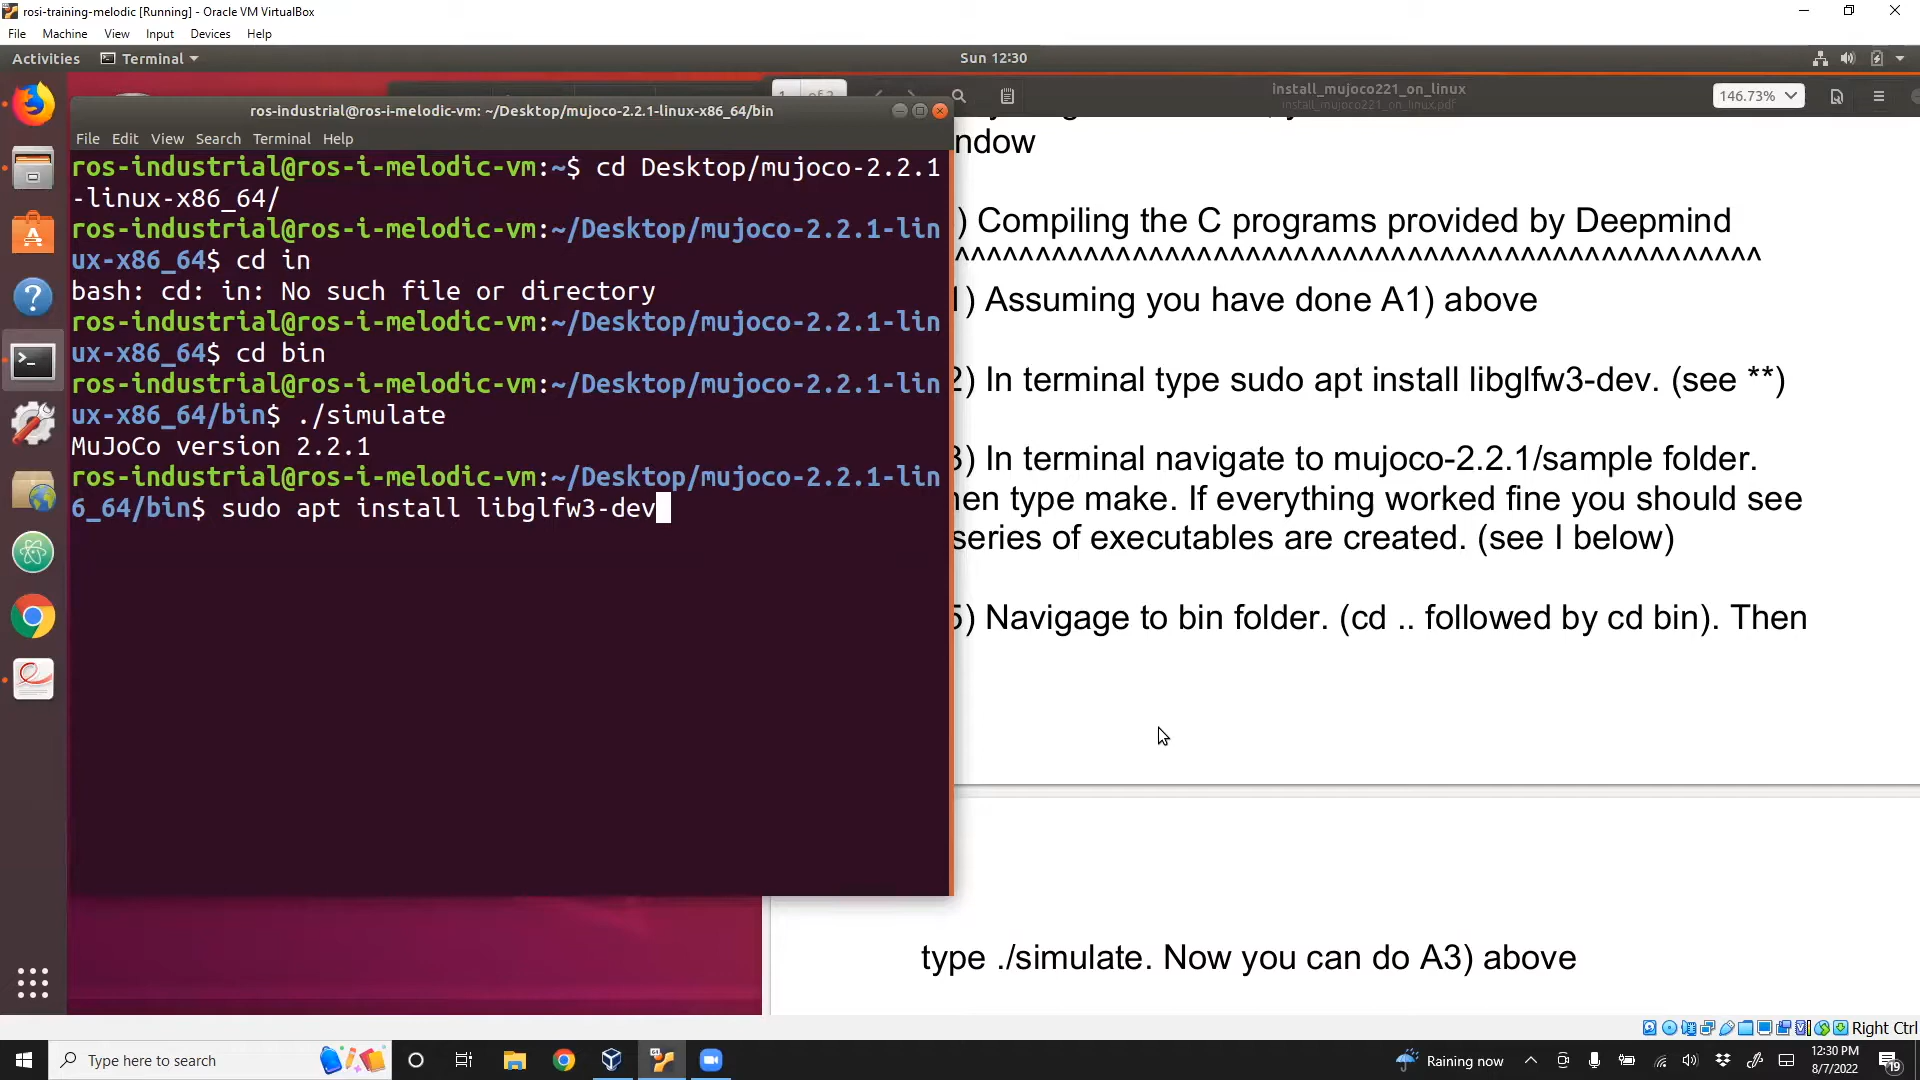 rosi-training-melodic [Running] - Oracle VM VirtualBox
File Machine View Input Devices Help
Activities Terminal Sun 12:30
install_mujoco221_on_linux
install_mujoco221_on_linux.pdf
146.73%
ros-industrial@ros-i-melodic-vm: ~/Desktop/mujoco-2.2.1-linux-x86_64/bin
File Edit View Search Terminal Help
ros-industrial@ros-i-melodic-vm:~$ cd Desktop/mujoco-2.2.1
-linux-x86_64/
ros-industrial@ros-i-melodic-vm:~/Desktop/mujoco-2.2.1-lin
ux-x86_64$ cd in
bash: cd: in: No such file or directory
ros-industrial@ros-i-melodic-vm:~/Desktop/mujoco-2.2.1-lin
ux-x86_64$ cd bin
ros-industrial@ros-i-melodic-vm:~/Desktop/mujoco-2.2.1-lin
ux-x86_64/bin$ ./simulate
MuJoCo version 2.2.1
ros-industrial@ros-i-melodic-vm:~/Desktop/mujoco-2.2.1-lin
6_64/bin$ sudo apt install libglfw3-dev
ndow
) Compiling the C programs provided by Deepmind
^^^^^^^^^^^^^^^^^^^^^^^^^^^^^^^^^^^^^^^^^^^^^^^^^^
1) Assuming you have done A1) above
2) In terminal type sudo apt install libglfw3-dev. (see **)
3) In terminal navigate to mujoco-2.2.1/sample folder.
hen type make. If everything worked fine you should see
series of executables are created. (see I below)
5) Navigage to bin folder. (cd .. followed by cd bin). Then
type ./simulate. Now you can do A3) above
Right Ctrl
Type here to search
Raining now
12:30 PM
8/7/2022
19